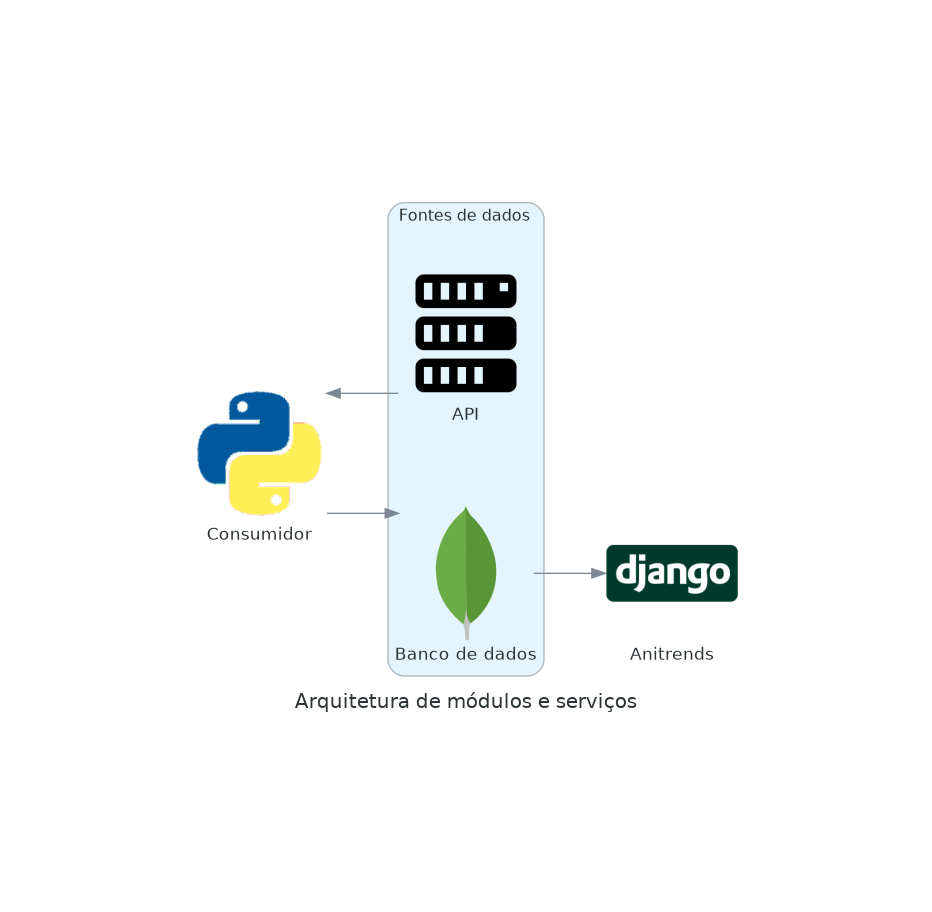 Fontes de dados
API
Consumidor
django
Banco de dados
Anitrends
Arquitetura de módulos e serviços